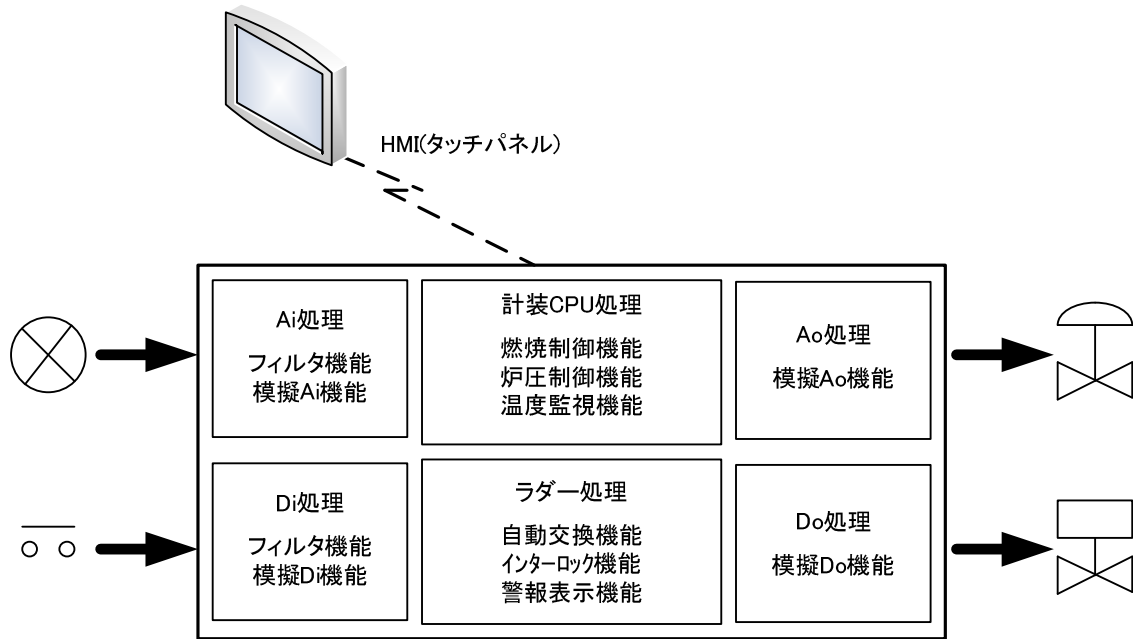 HMI(タッチパネル)
Ai処理
フィルタ機能
模擬Ai機能
計装CPU処理
燃焼制御機能
炉圧制御機能
温度監視機能
Ao処理
模擬Ao機能
Di処理
フィルタ機能
模擬Di機能
ラダー処理
自動交換機能
インターロック機能
警報表示機能
Do処理
模擬Do機能